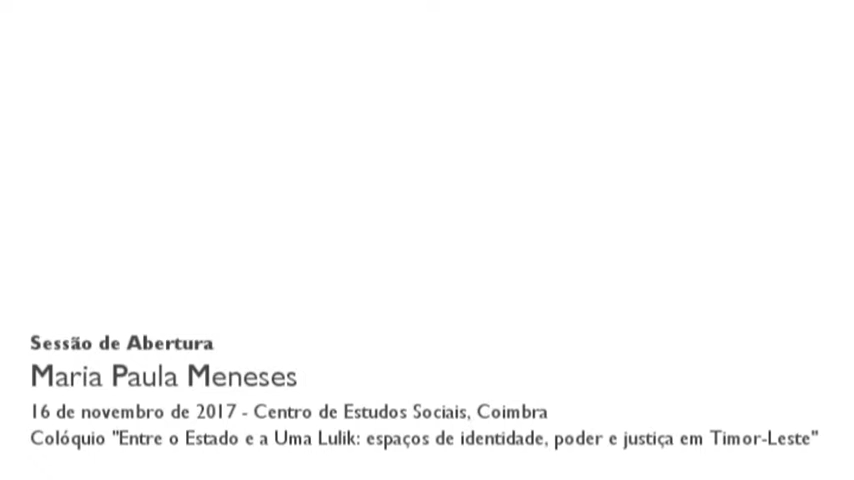 Sessão de Abertura
Maria Paula Meneses
16 de novembro de 2017 - Centro de Estudos Sociais, Coimbra
Colóquio "Entre o Estado e a Uma Lulik: espaços de identidade, poder e justiça em Timor-Leste"